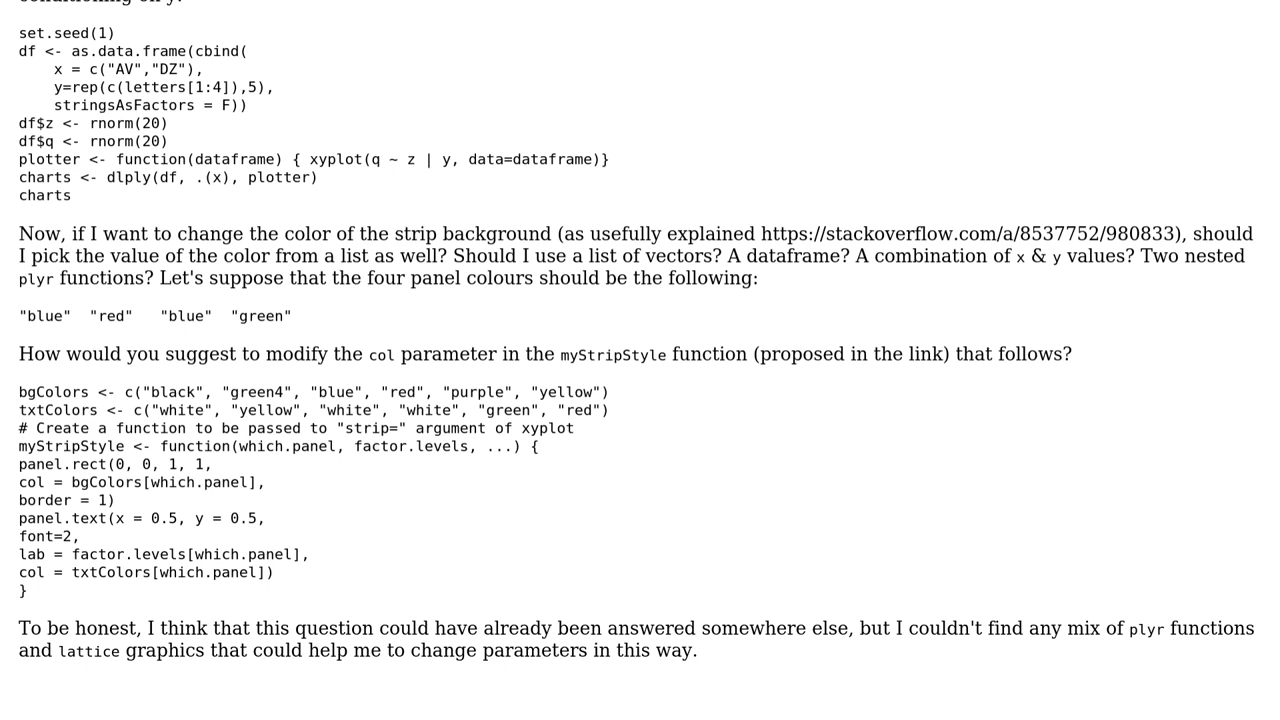 conditioning on y.
set.seed(1)
df <- as.data.frame(cbind(
    x = c("AV","DZ"),
    y=rep(c(letters[1:4]),5),
    stringsAsFactors = F))
df$z <- rnorm(20)
df$q <- rnorm(20)
plotter <- function(dataframe) { xyplot(q ~ z | y, data=dataframe)}
charts <- dlply(df, .(x), plotter)
charts
Now, if I want to change the color of the strip background (as usefully explained https://stackoverflow.com/a/8537752/980833), should
I pick the value of the color from a list as well? Should I use a list of vectors? A dataframe? A combination of x & y values? Two nested
plyr functions? Let's suppose that the four panel colours should be the following:
"blue"  "red"   "blue"  "green"
How would you suggest to modify the col parameter in the myStripStyle function (proposed in the link) that follows?
bgColors <- c("black", "green4", "blue", "red", "purple", "yellow")
txtColors <- c("white", "yellow", "white", "white", "green", "red")
# Create a function to be passed to "strip=" argument of xyplot
myStripStyle <- function(which.panel, factor.levels, ...) {
panel.rect(0, 0, 1, 1,
col = bgColors[which.panel],
border = 1)
panel.text(x = 0.5, y = 0.5,
font=2,
lab = factor.levels[which.panel],
col = txtColors[which.panel])
}
To be honest, I think that this question could have already been answered somewhere else, but I couldn't find any mix of plyr functions
and lattice graphics that could help me to change parameters in this way.